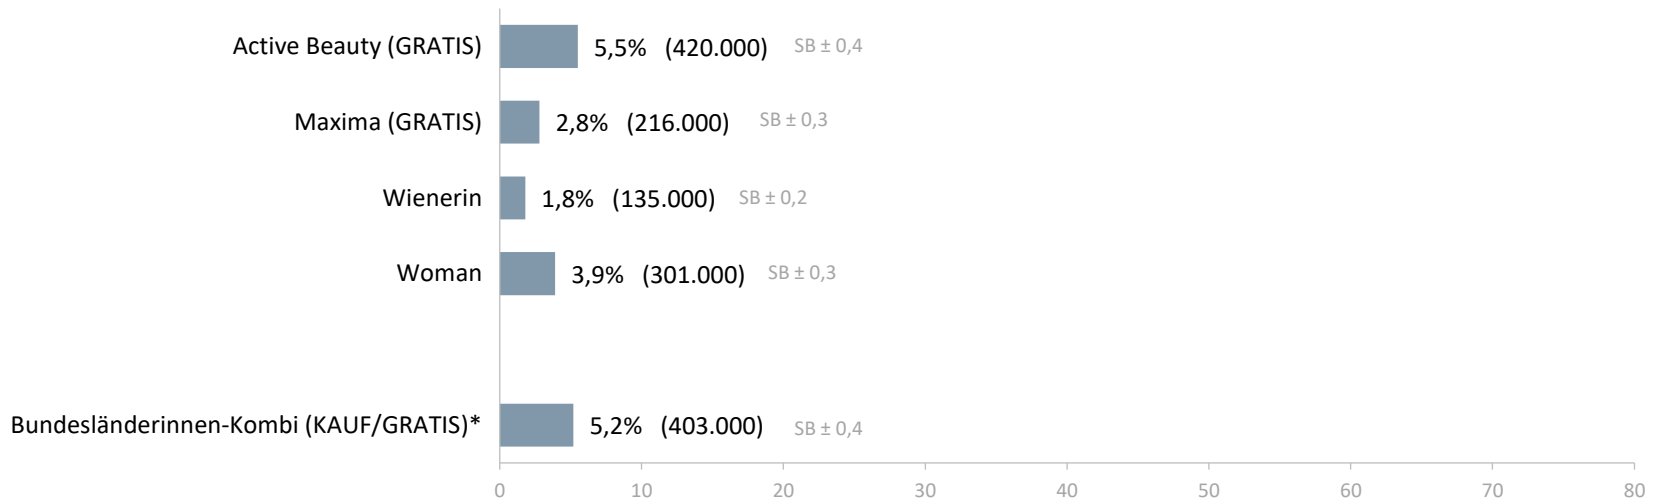 Active Beauty (GRATIS) 5,5% (420.000) SB ± 0,4
Maxima (GRATIS) 2,8% (216.000) SB ± 0,3
Wienerin 1,8% (135.000) SB ± 0,2
Woman 3,9% (301.000) SB ± 0,3
Bundesländerinnen-Kombi (KAUF/GRATIS)* 5,2% (403.000) SB ± 0,4
0 10 20 30 40 50 60 70 80